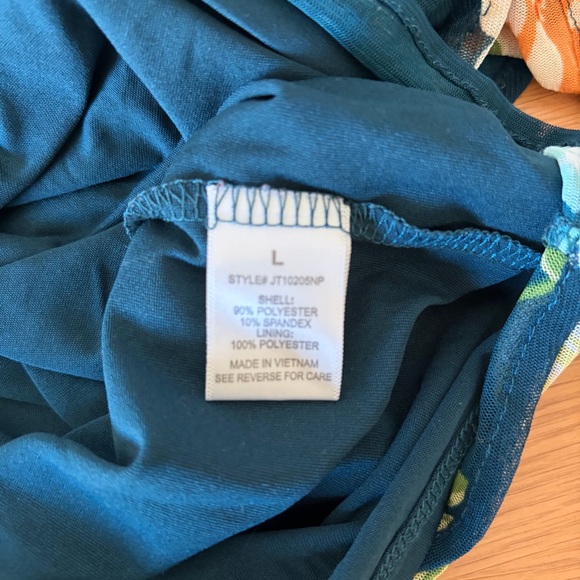 L
STYLE# JT10205NP
SHELL:
90% POLYESTER
10% SPANDEX
LINING:
100% POLYESTER
MADE IN VIETNAM
SEE REVERSE FOR CARE